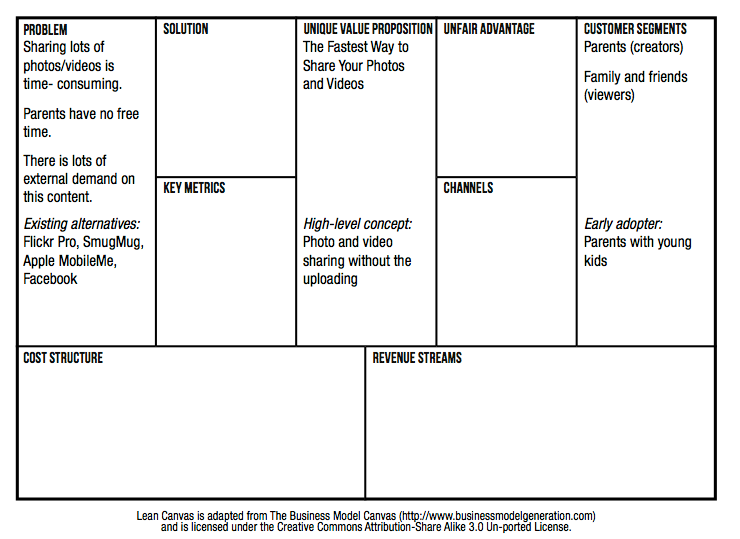 PROBLEM
Sharing lots of
photos/videos is
time- consuming.
Parents have no free
time.
There is lots of
external demand on
this content.
Existing alternatives:
Flickr Pro, SmugMug,
Apple MobileMe,
Facebook
SOLUTION
KEY METRICS
UNIQUE VALUE PROPOSITION
The Fastest Way to
Share Your Photos
and Videos
High-level concept:
Photo and video
sharing without the
uploading
UNFAIR ADVANTAGE
CHANNELS
CUSTOMER SEGMENTS
Parents (creators)
Family and friends
(viewers)
Early adopter:
Parents with young
kids
COST STRUCTURE
REVENUE STREAMS
Lean Canvas is adapted from The Business Model Canvas (http://www.businessmodelgeneration.com)
and is licensed under the Creative Commons Attribution-Share Alike 3.0 Un-ported License.